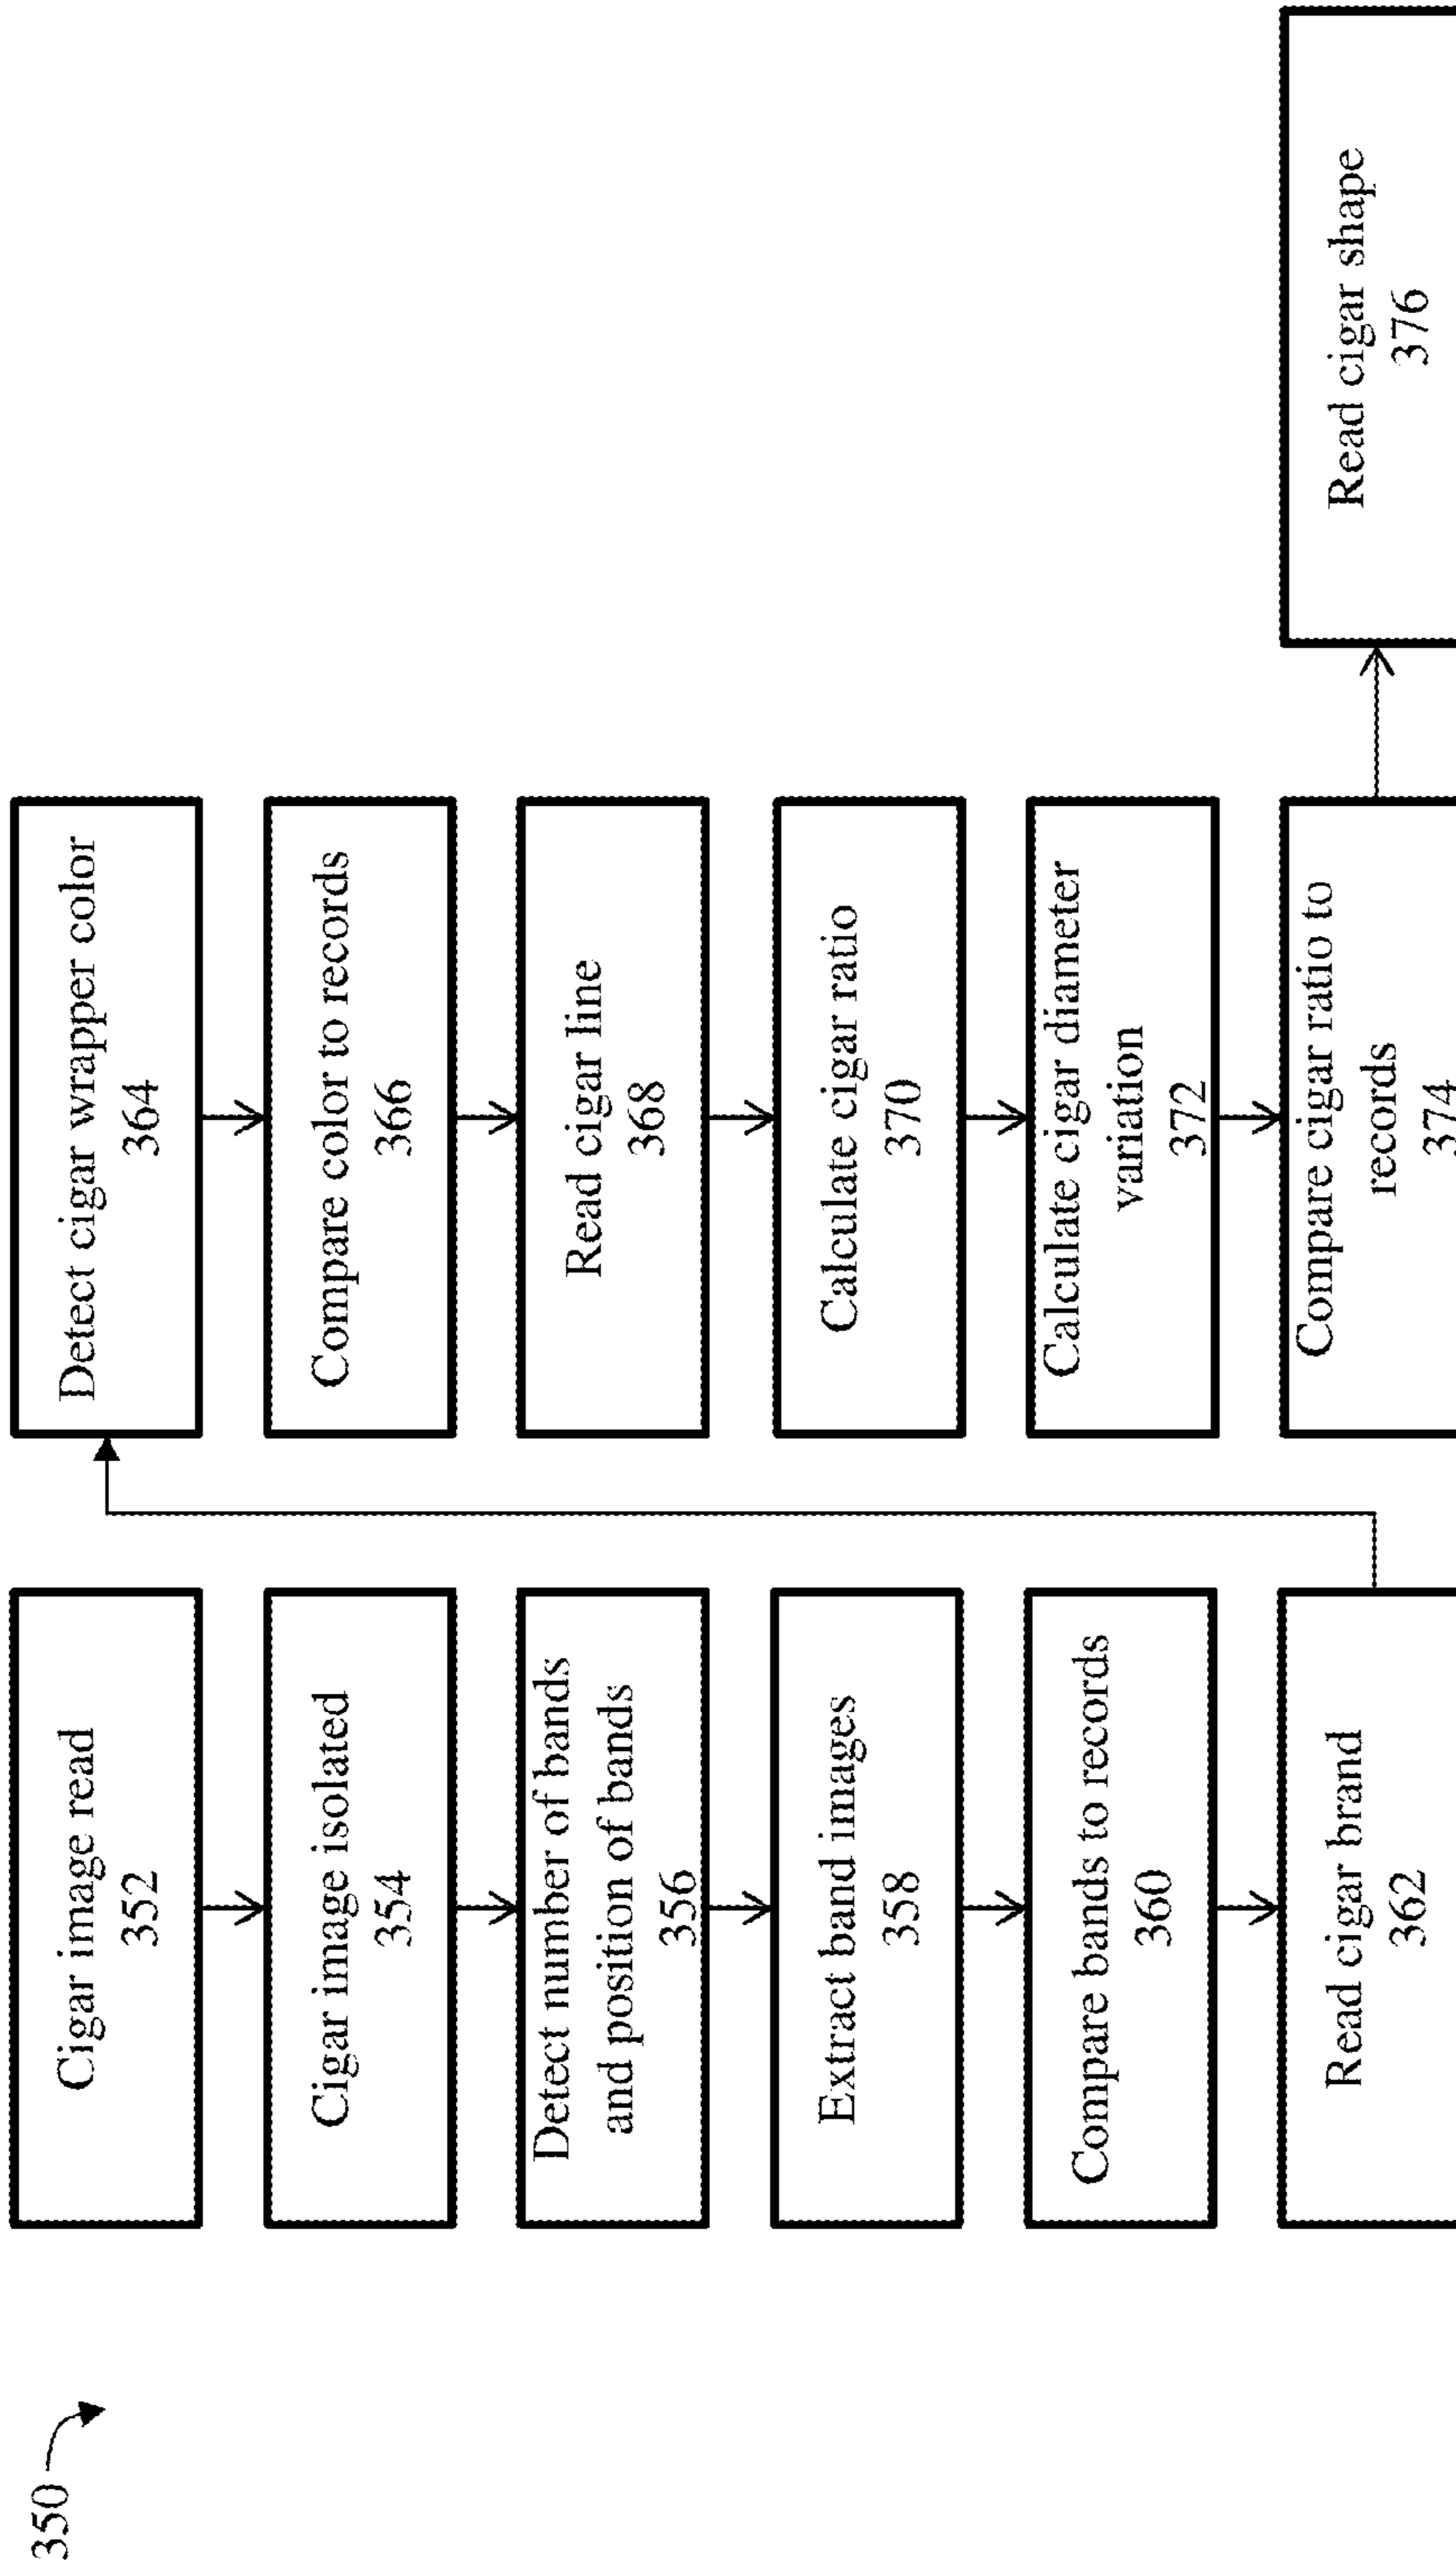 350
Cigar image read
352
Cigar image isolated
354
Detect number of bands
and position of bands
356
Extract band images
358
Compare bands to records
360
Read cigar brand
362
Detect cigar wrapper color
364
Compare color to records
366
Read cigar line
368
Calculate cigar ratio
370
Calculate cigar diameter
variation
372
Compare cigar ratio to
records
374
Read cigar shape
376